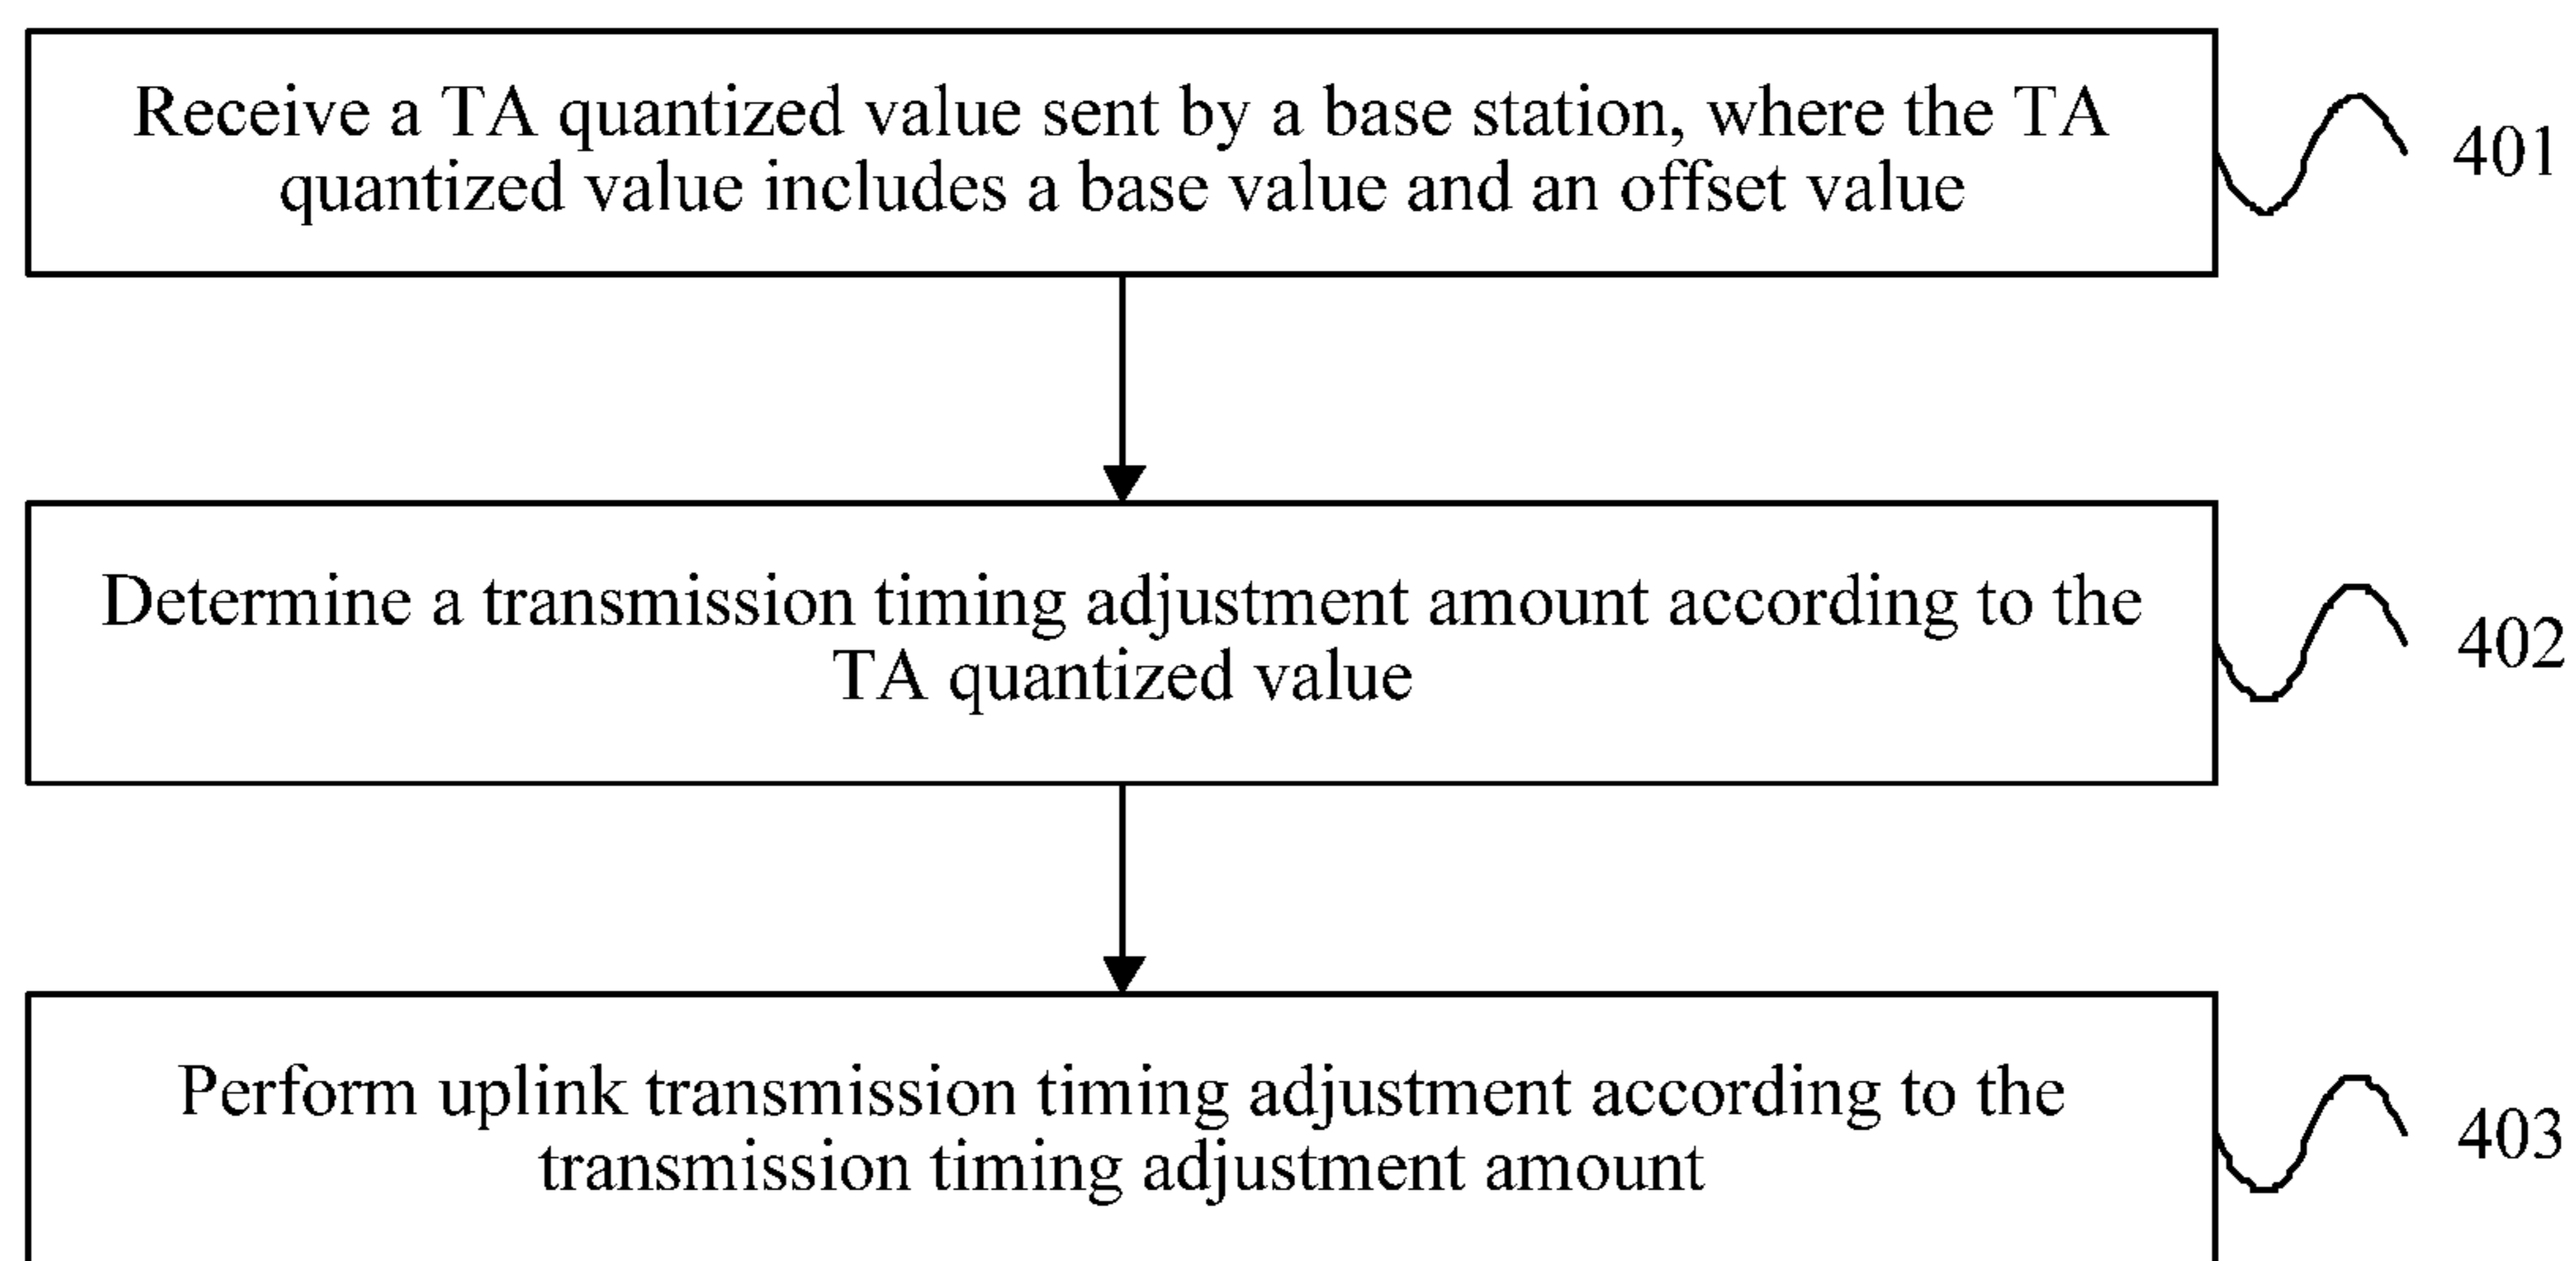 Receive a TA quantized value sent by a base station, where the TA
quantized value includes a base value and an offset value
401
Determine a transmission timing adjustment amount according to the
TA quantized value
402
Perform uplink transmission timing adjustment according to the
transmission timing adjustment amount
403